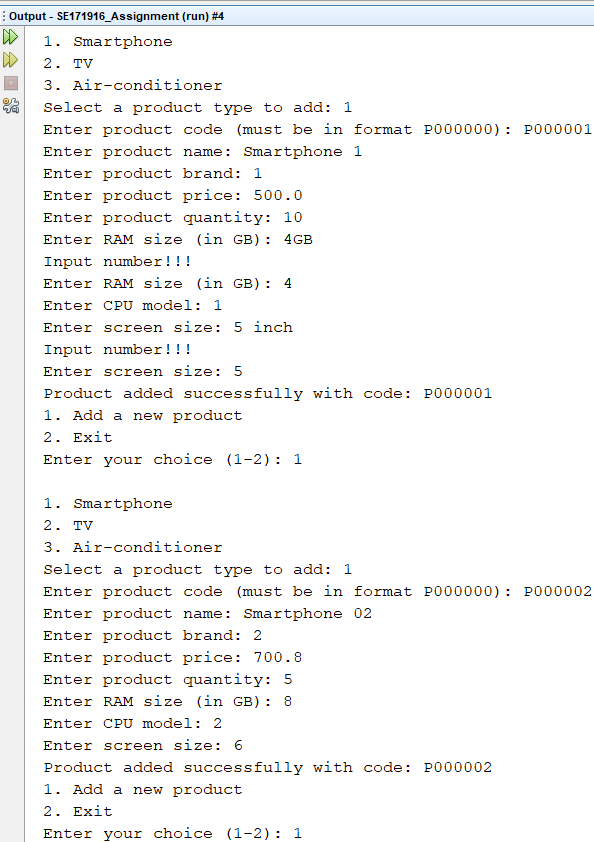 Output - SE171916_Assignment (run) #4
1. Smartphone
2. TV
3. Air-conditioner
Select a product type to add: 1
Enter product code (must be in format P000000): P000001
Enter product name: Smartphone 1
Enter product brand: 1
Enter product price: 500.0
Enter product quantity: 10
Enter RAM size (in GB): 4GB
Input number!!!
Enter RAM size (in GB): 4
Enter CPU model: 1
Enter screen size: 5 inch
Input number!!!
Enter screen size: 5
Product added successfully with code: P000001
1. Add a new product
2. Exit
Enter your choice (1-2): 1
1. Smartphone
2. TV
3. Air-conditioner
Select a product type to add: 1
Enter product code (must be in format P000000): P000002
Enter product name: Smartphone 02
Enter product brand: 2
Enter product price: 700.8
Enter product quantity: 5
Enter RAM size (in GB): 8
Enter CPU model: 2
Enter screen size: 6
Product added successfully with code: P000002
1. Add a new product
2. Exit
Enter your choice (1-2): 1